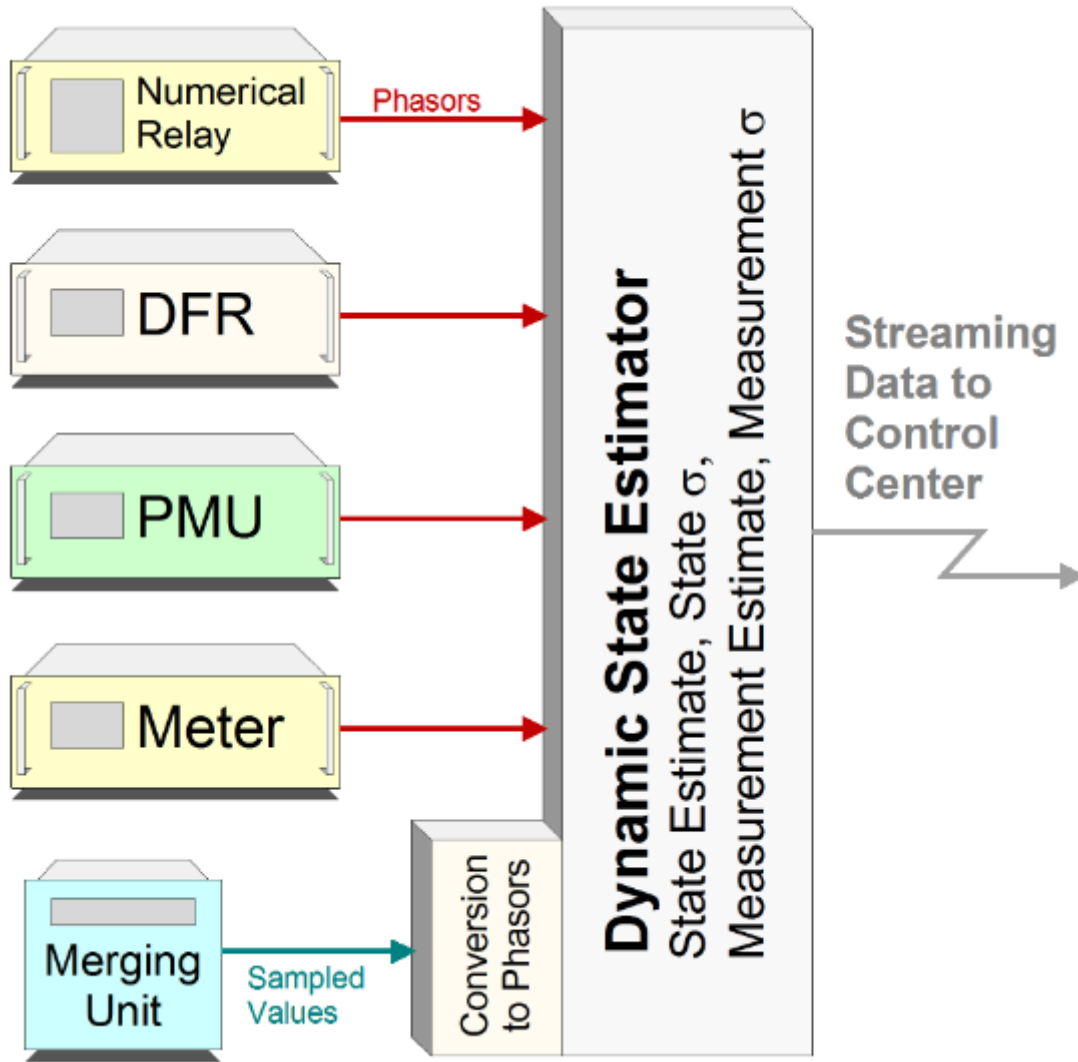 Numerical
Relay
Phasors
DFR
PMU
Meter
Merging
Unit
Sampled
Values
Conversion
to Phasors
Dynamic State Estimator
State Estimate, State σ,
Measurement Estimate, Measurement σ
Streaming
Data to
Control
Center